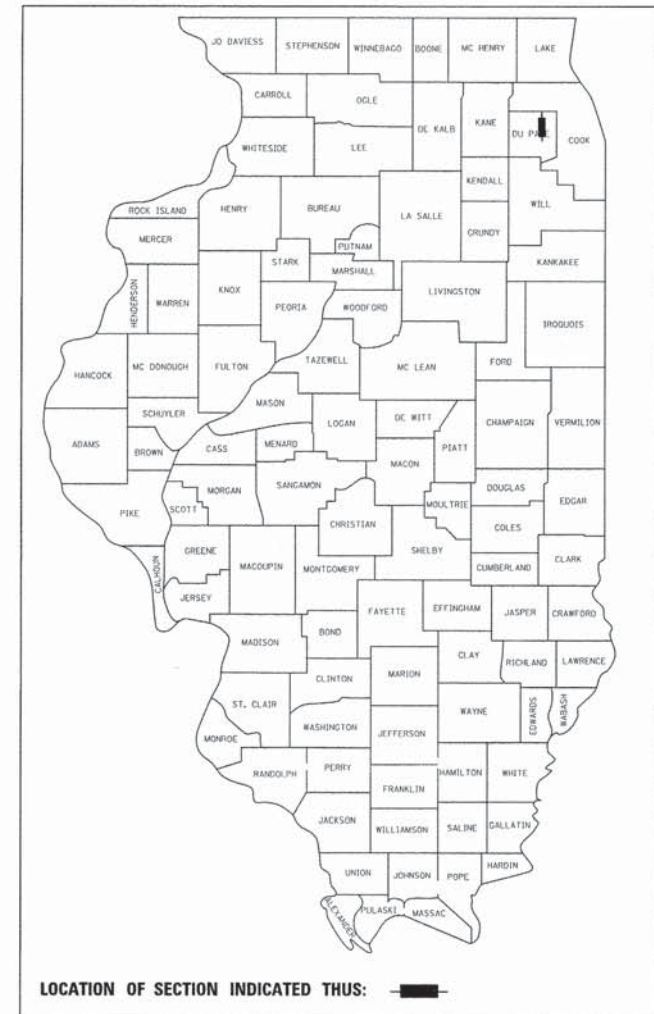 JO DAVIESS STEPHENSON WINNEBAGO BOONE MC HENRY LAKE
CARROLL OGLE DE KALB KANE DU PAGE COOK
WHITESIDE LEE
KENDALL WILL
ROCK ISLAND HENRY BUREAU LA SALLE GRUNDY
MERCER PUTNAM KANKAKEE
STARK MARSHALL
HENDERSON WARREN KNOX PEORIA WOODFORD LIVINGSTON IROQUOIS
HANCOCK MC DONOUGH FULTON TAZEWELL MC LEAN FORD
SCHUYLER MASON LOGAN DE WITT CHAMPAIGN VERMILION
ADAMS BROWN CASS MENARD MACON PIATT
PIKE SCOTT MORGAN SANGAMON CHRISTIAN MOULTRIE DOUGLAS EDGAR
COLES
CALHOUN GREENE MACOUPIN MONTGOMERY SHELBY CUMBERLAND CLARK
JERSEY FAYETTE EFFINGHAM JASPER CRAWFORD
MADISON BOND CLAY RICHLAND LAWRENCE
CLINTON MARION
ST. CLAIR WAYNE EDWARDS WABASH
MONROE WASHINGTON JEFFERSON
RANDOLPH PERRY HAMILTON WHITE
FRANKLIN
JACKSON WILLIAMSON SALINE GALLATIN
UNION JOHNSON POPE HARDIN
ALEXANDER PULASKI MASSAC
LOCATION OF SECTION INDICATED THUS: